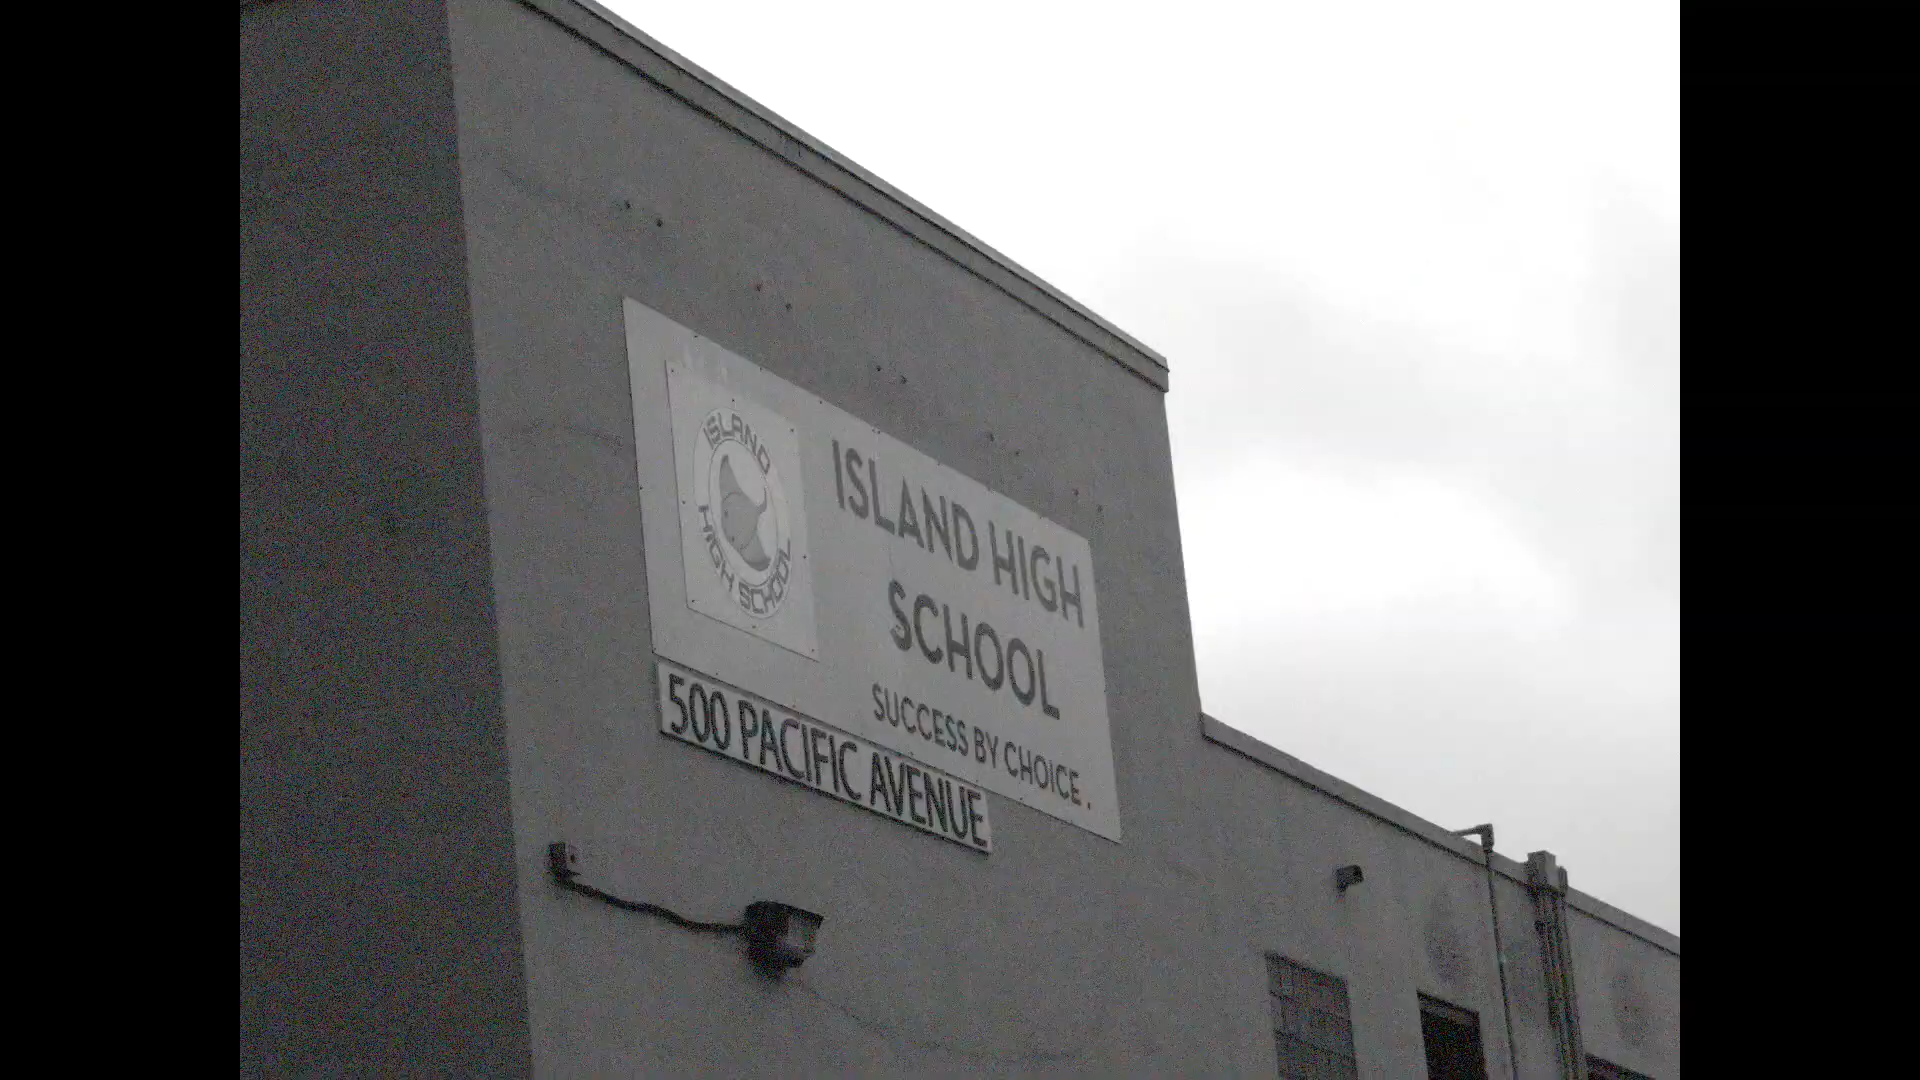 ISLAND
HIGH SCHOOL
ISLAND HIGH
SCHOOL
SUCCESS BY CHOICE .
500 PACIFIC AVENUE